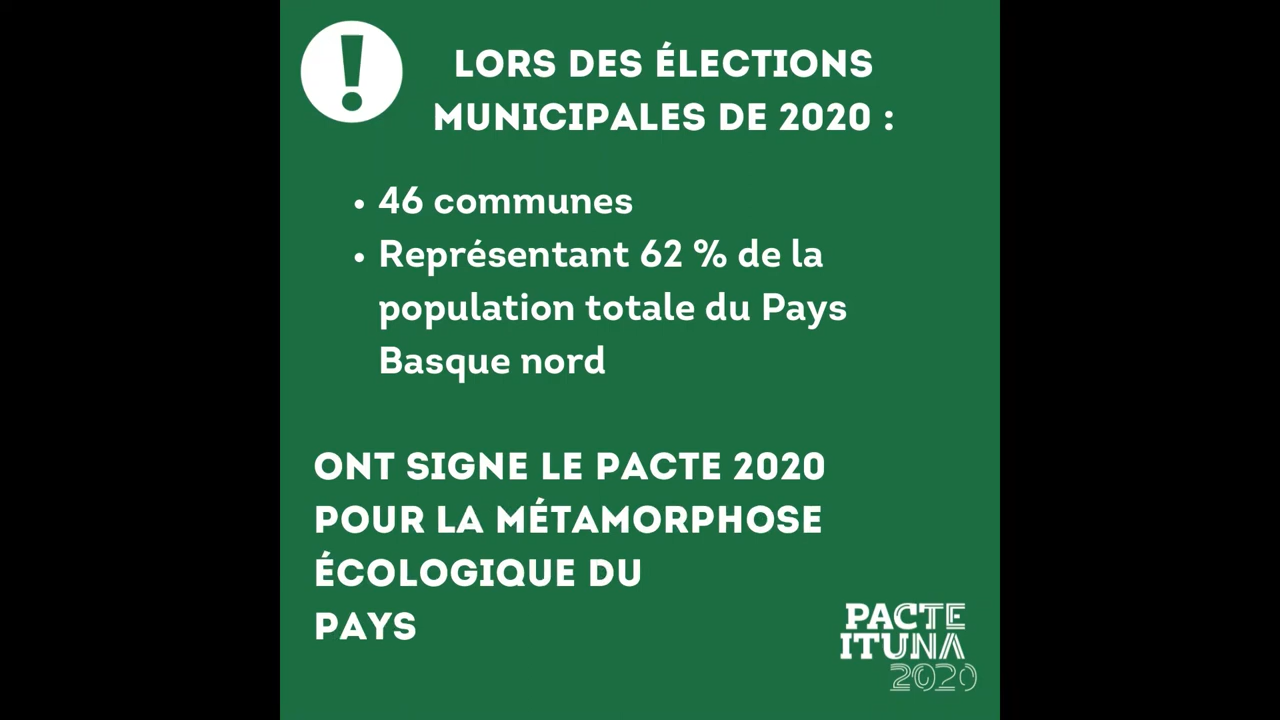 !
LORS DES ÉLECTIONS
MUNICIPALES DE 2020 :
• 46 communes
• Représentant 62 % de la
population totale du Pays
Basque nord
ONT SIGNE LE PACTE 2020
POUR LA MÉTAMORPHOSE
ÉCOLOGIQUE DU
PAYS
PACTE
ITUNA
2020